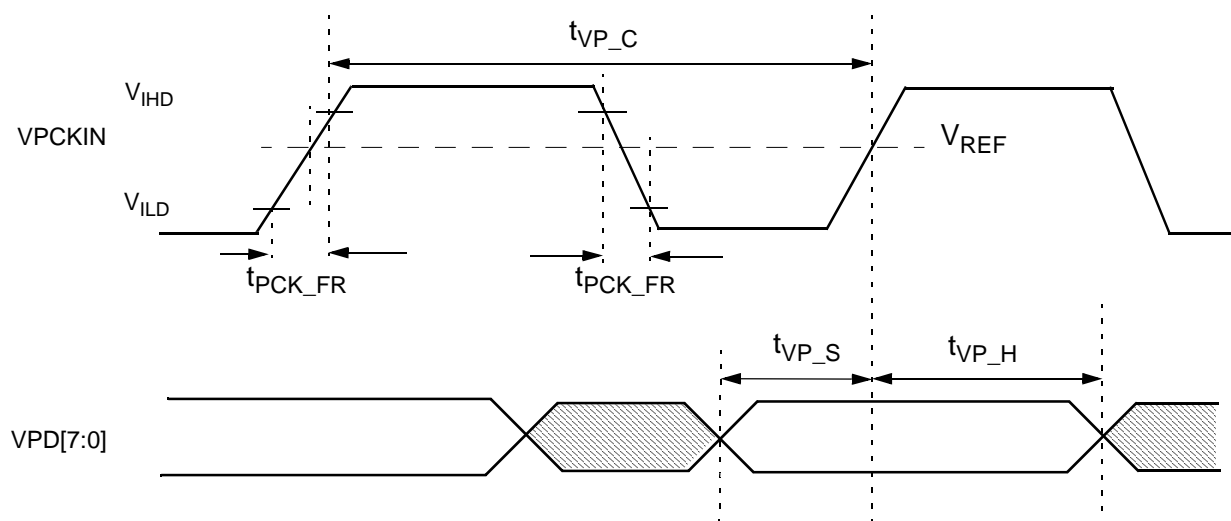 tVP_C
VIHD
VPCKIN
VREF
VILD
tPCK_FR
tPCK_FR
tVP_S
tVP_H
VPD[7:0]